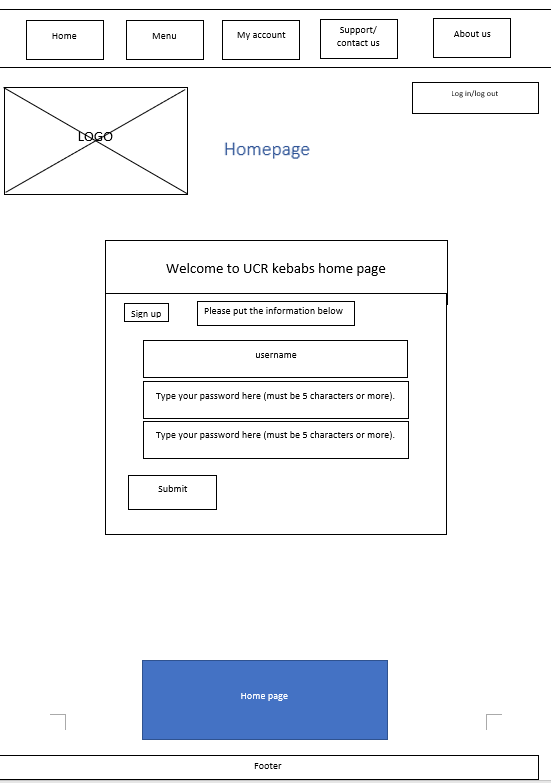 Home
Menu
My account
Support/
contact us
About us
Log in/log out
LOGO
Homepage
Welcome to UCR kebabs home page
Sign up
Please put the information below
username
Type your password here (must be 5 characters or more).
Type your password here (must be 5 characters or more).
Submit
Home page
Footer